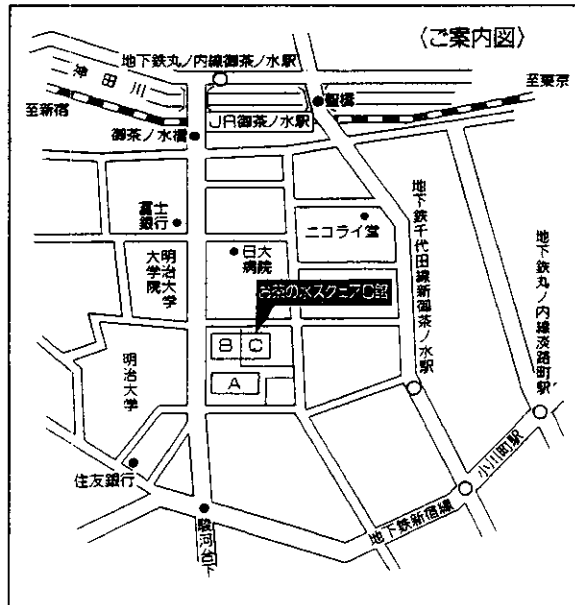 〈ご案内図〉
地下鉄丸ノ内線御茶ノ水駅
神田川
至東京
至新宿
聖橋
JR御茶ノ水駅
御茶ノ水橋
富士
銀行
ニコライ堂
日大
病院
明治大学
大学院
お茶の水スクエアC館
地下鉄千代田線新御茶ノ水駅
地下鉄丸ノ内線淡路町駅
B
C
A
明治大学
住友銀行
小川町駅
地下鉄新宿線
駿河台下